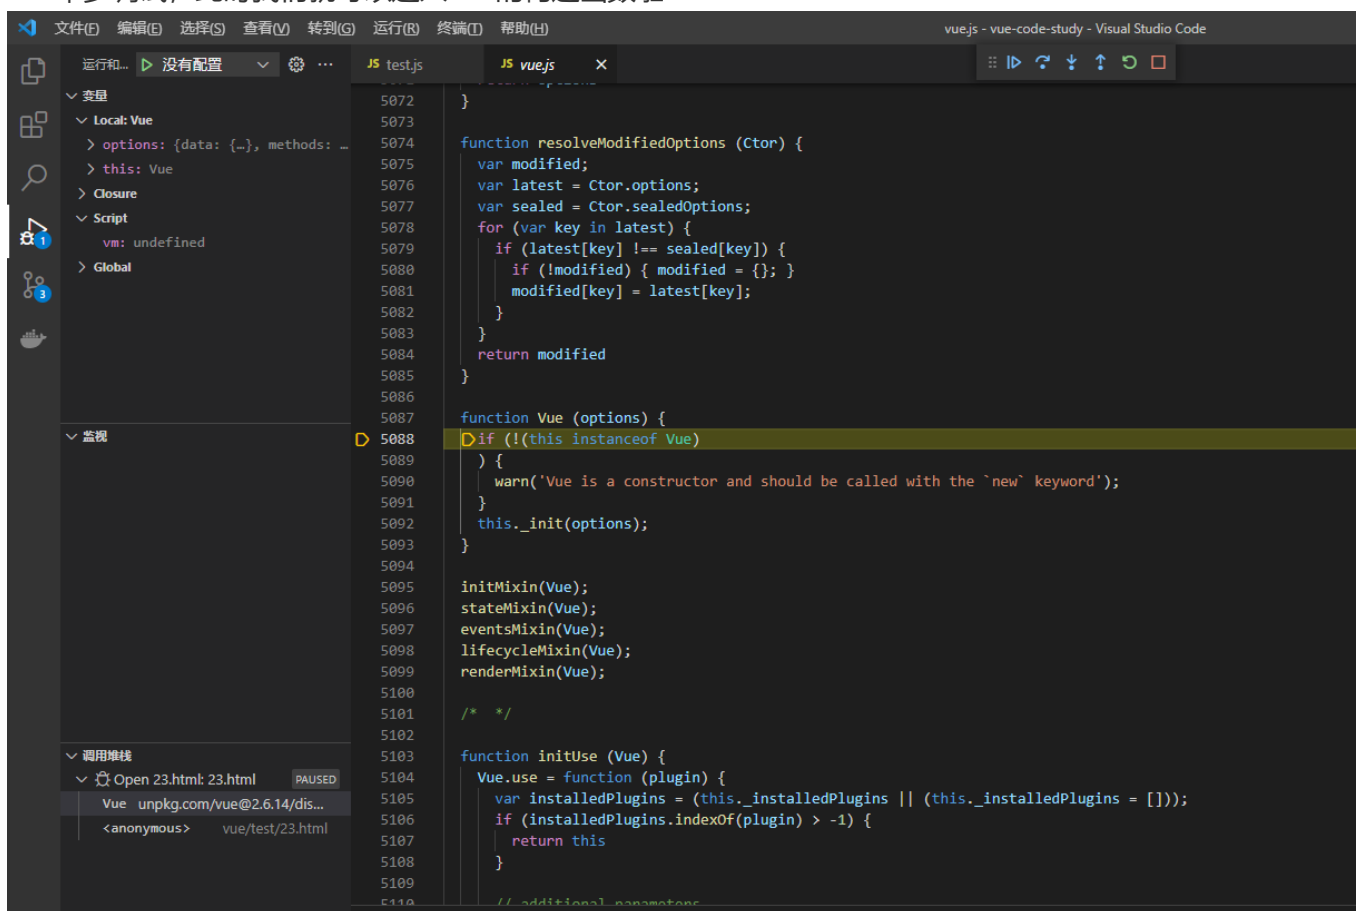 文件(F) 编辑(E) 选择(S) 查看(V) 转到(G) 运行(R) 终端(T) 帮助(H) vue.js - vue-code-study - Visual Studio Code
运行和... 没有配置 ···
JS test.js JS vue.js ×
变量
Local: Vue
options: {data: {…}, methods: …
this: Vue
Closure
Script
vm: undefined
Global
1
3
监视
调用堆栈
Open 23.html: 23.html PAUSED
Vue unpkg.com/vue@2.6.14/dis...
<anonymous> vue/test/23.html
5072 }
5073
5074 function resolveModifiedOptions (Ctor) {
5075 var modified;
5076 var latest = Ctor.options;
5077 var sealed = Ctor.sealedOptions;
5078 for (var key in latest) {
5079 if (latest[key] !== sealed[key]) {
5080 if (!modified) { modified = {}; }
5081 modified[key] = latest[key];
5082 }
5083 }
5084 return modified
5085 }
5086
5087 function Vue (options) {
5088 if (!(this instanceof Vue)
5089 ) {
5090 warn('Vue is a constructor and should be called with the `new` keyword');
5091 }
5092 this._init(options);
5093 }
5094
5095 initMixin(Vue);
5096 stateMixin(Vue);
5097 eventsMixin(Vue);
5098 lifecycleMixin(Vue);
5099 renderMixin(Vue);
5100
5101 /*  */
5102
5103 function initUse (Vue) {
5104 Vue.use = function (plugin) {
5105 var installedPlugins = (this._installedPlugins || (this._installedPlugins = []));
5106 if (installedPlugins.indexOf(plugin) > -1) {
5107 return this
5108 }
5109
5110 // additional parameters